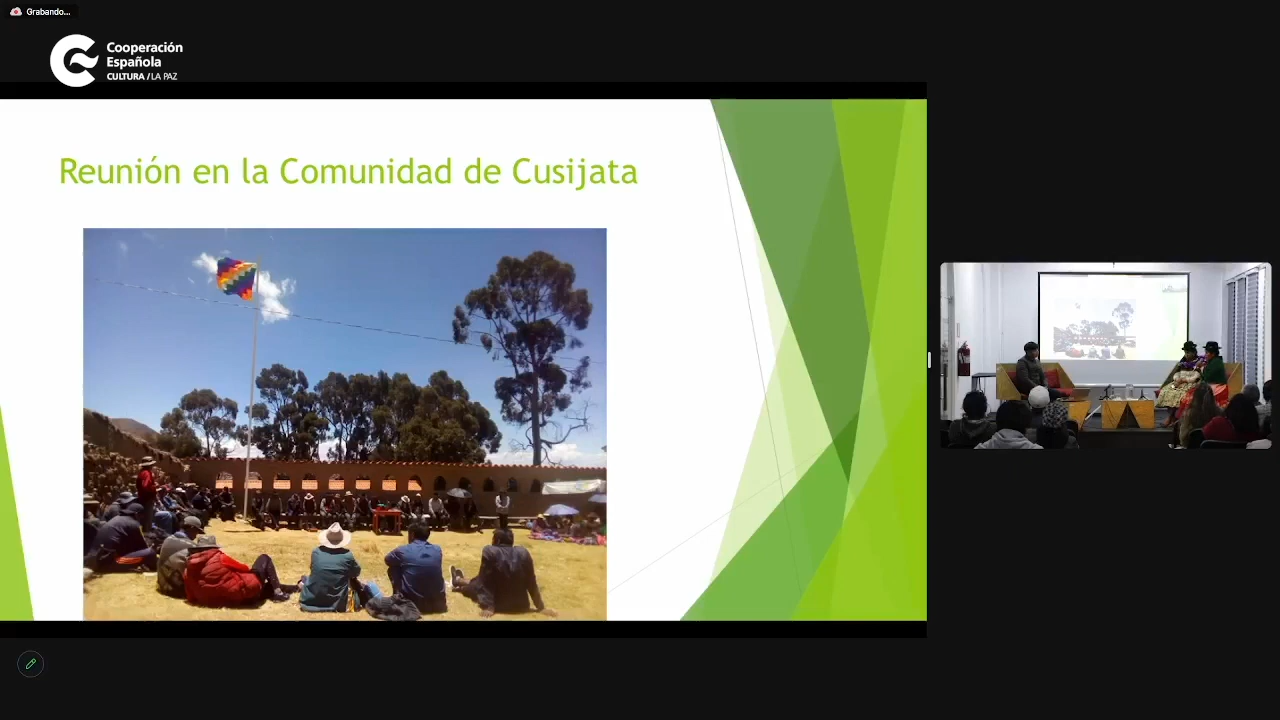 Grabando...
Cooperación
Española
CULTURA / LA PAZ
Reunión en la Comunidad de Cusijata